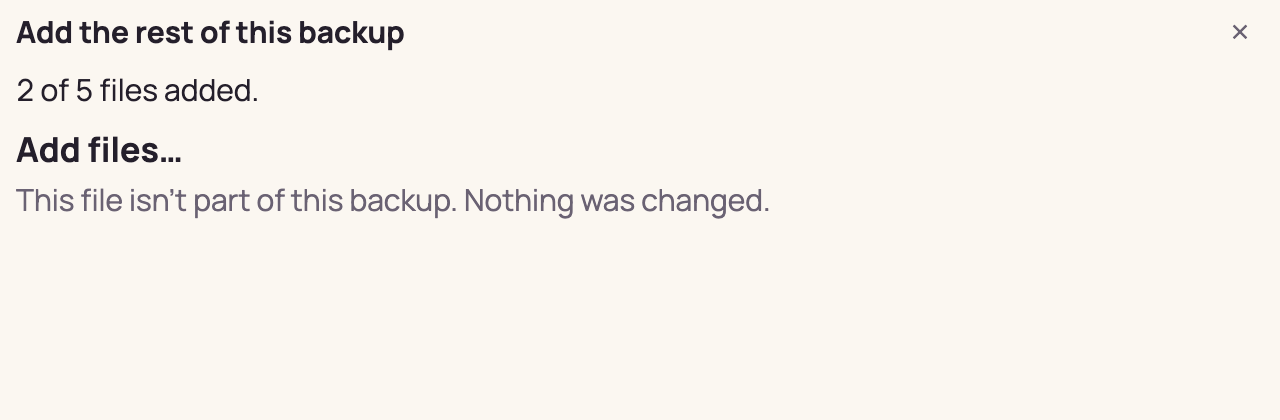 Add the rest of this backup
2 of 5 files added.
Add files…
This file isn’t part of this backup. Nothing was changed.